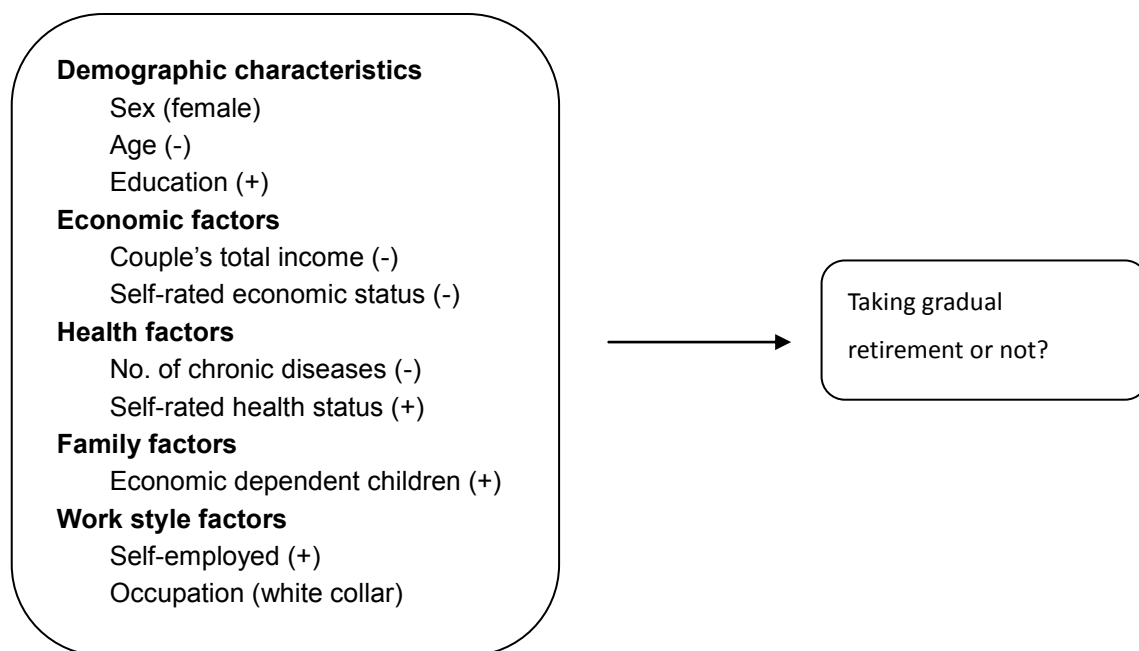 Demographic characteristics
Sex (female)
Age (-)
Education (+)
Economic factors
Couple’s total income (-)
Self-rated economic status (-)
Health factors
No. of chronic diseases (-)
Self-rated health status (+)
Family factors
Economic dependent children (+)
Work style factors
Self-employed (+)
Occupation (white collar)
Taking gradual
retirement or not?